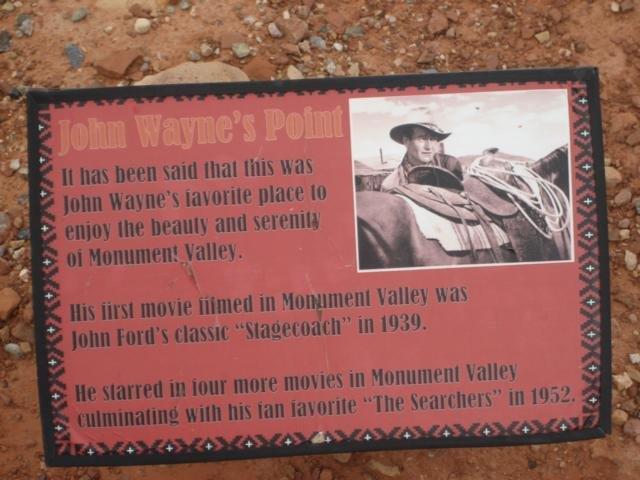 John Wayne's Point
It has been said that this was
John Wayne's favorite place to
enjoy the beauty and serenity
of Monument Valley.
His first movie filmed in Monument Valley was
John Ford's classic "Stagecoach" in 1939.
He starred in four more movies in Monument Valley
culminating with his fan favorite "The Searchers" in 1952.